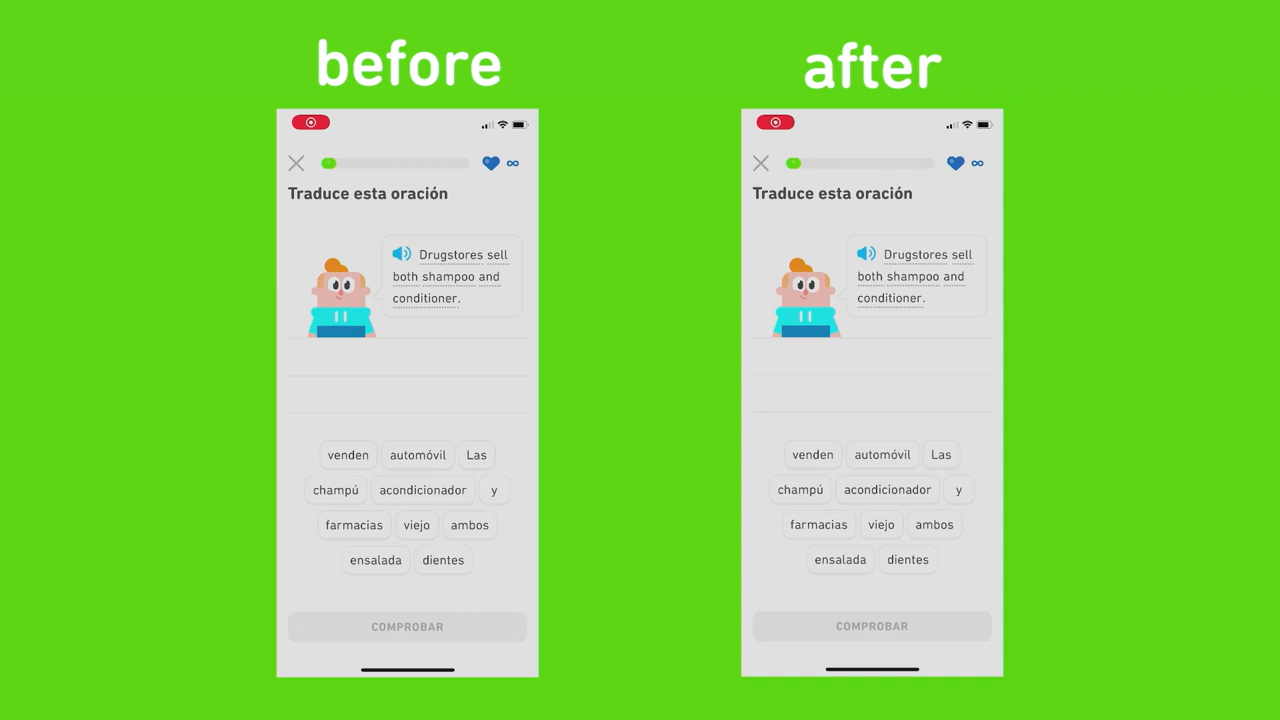 before
Traduce esta oración
Drugstores sell
both shampoo and
conditioner.
venden automóvil Las
champú acondicionador y
farmacias viejo ambos
ensalada dientes
COMPROBAR
after
Traduce esta oración
Drugstores sell
both shampoo and
conditioner.
venden automóvil Las
champú acondicionador y
farmacias viejo ambos
ensalada dientes
COMPROBAR